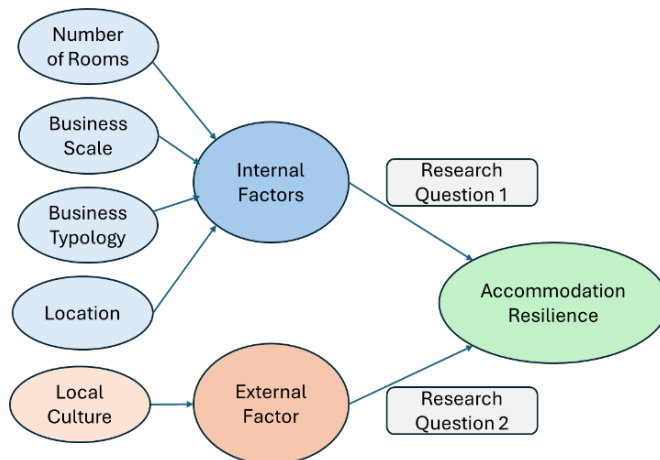 Number
of Rooms
Business
Scale
Business
Typology
Location
Local
Culture
Internal
Factors
External
Factor
Research
Question 1
Research
Question 2
Accommodation
Resilience